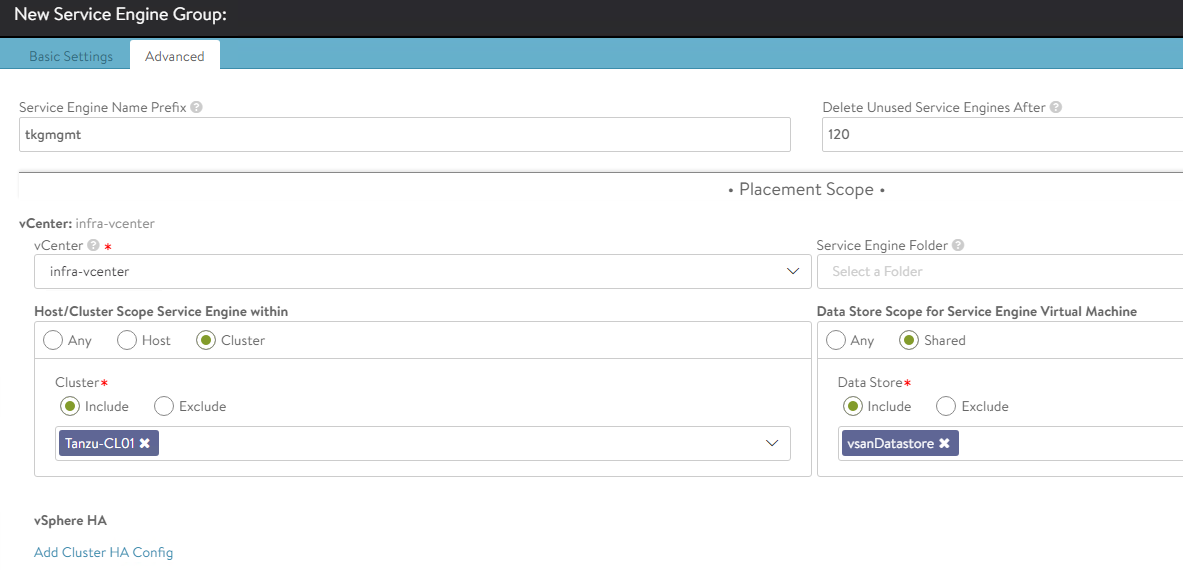 New Service Engine Group:
Basic Settings Advanced
Service Engine Name Prefix ? Delete Unused Service Engines After ?
tkgmgmt 120
• Placement Scope •
vCenter: infra-vcenter
vCenter ? * Service Engine Folder ?
infra-vcenter Select a Folder
Host/Cluster Scope Service Engine within Data Store Scope for Service Engine Virtual Machine
Any Host Cluster Any Shared
Cluster* Data Store*
Include Exclude Include Exclude
Tanzu-CL01 ✖ vsanDatastore ✖
vSphere HA
Add Cluster HA Config